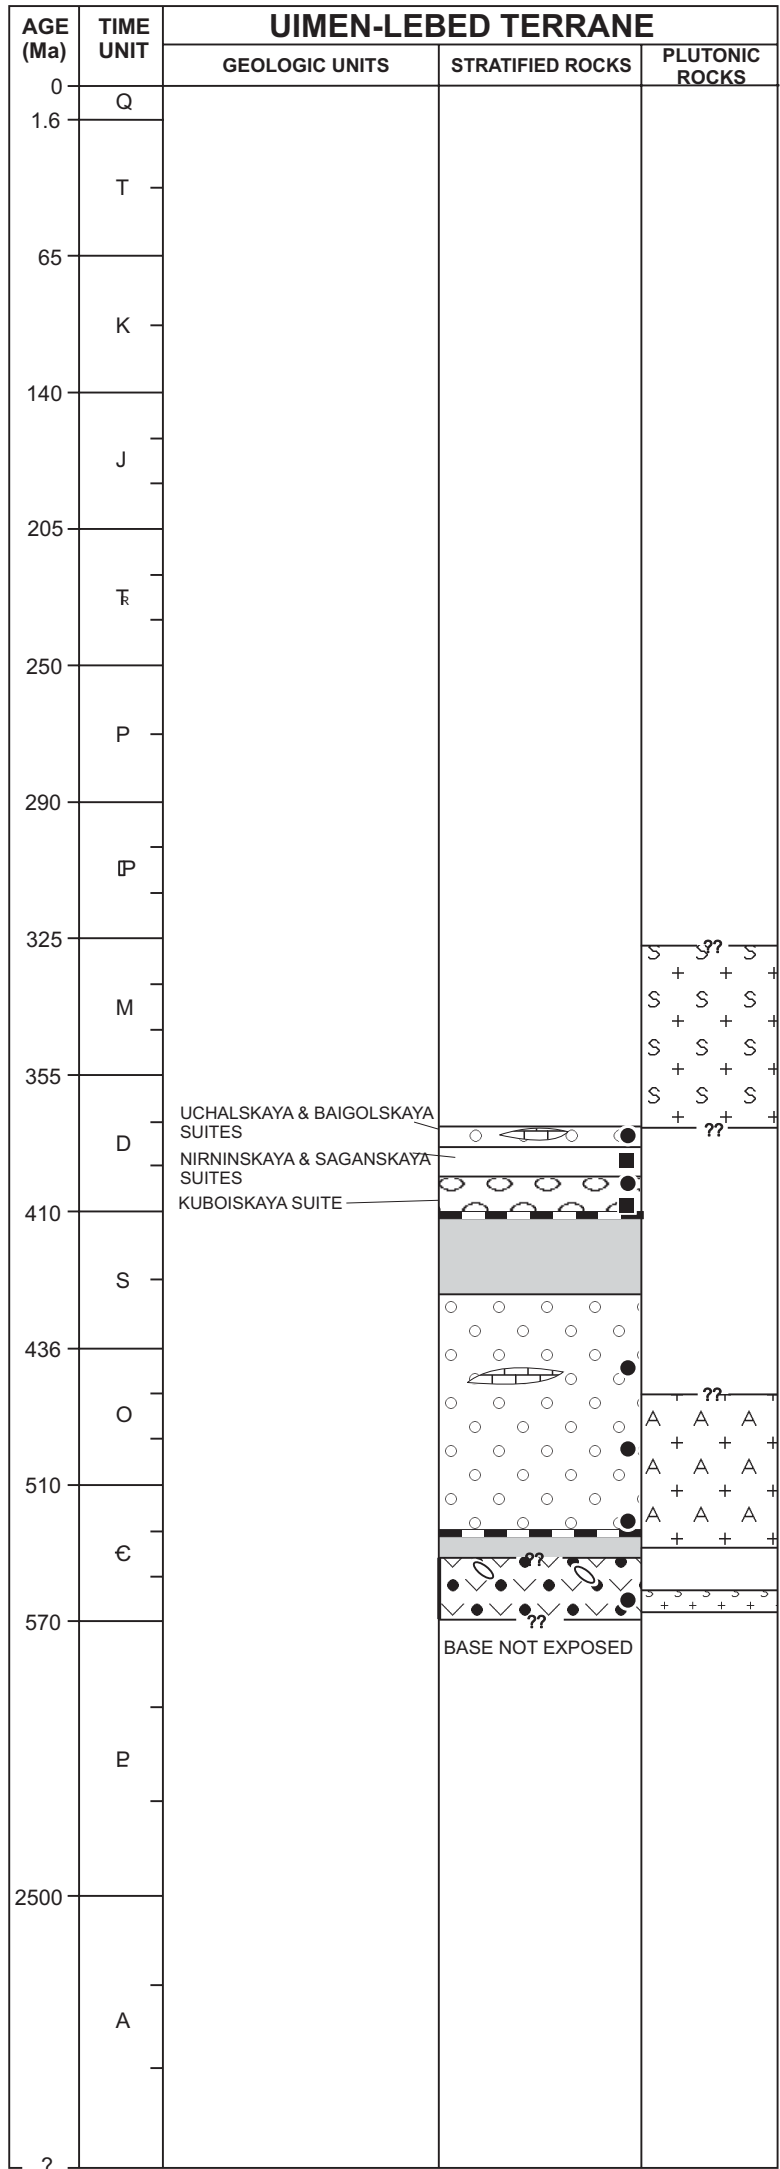 AGE
(Ma)
TIME
UNIT
UIMEN-LEBED TERRANE
GEOLOGIC UNITS
STRATIFIED ROCKS
PLUTONIC
ROCKS
0
Q
1.6
T
65
K
140
J
205
TR
250
P
290
IP
325
??
M
355
UCHALSKAYA & BAIGOLSKAYA
SUITES
??
D
NIRNINSKAYA & SAGANSKAYA
SUITES
KUBOISKAYA SUITE
410
S
436
??
O
510
Є
??
570
??
BASE NOT EXPOSED
P
2500
A
?